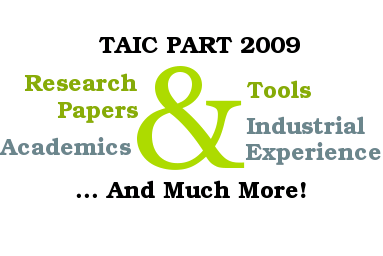 TAIC PART 2009
Research
Papers
&
Tools
Academics
Industrial
Experience
... And Much More!